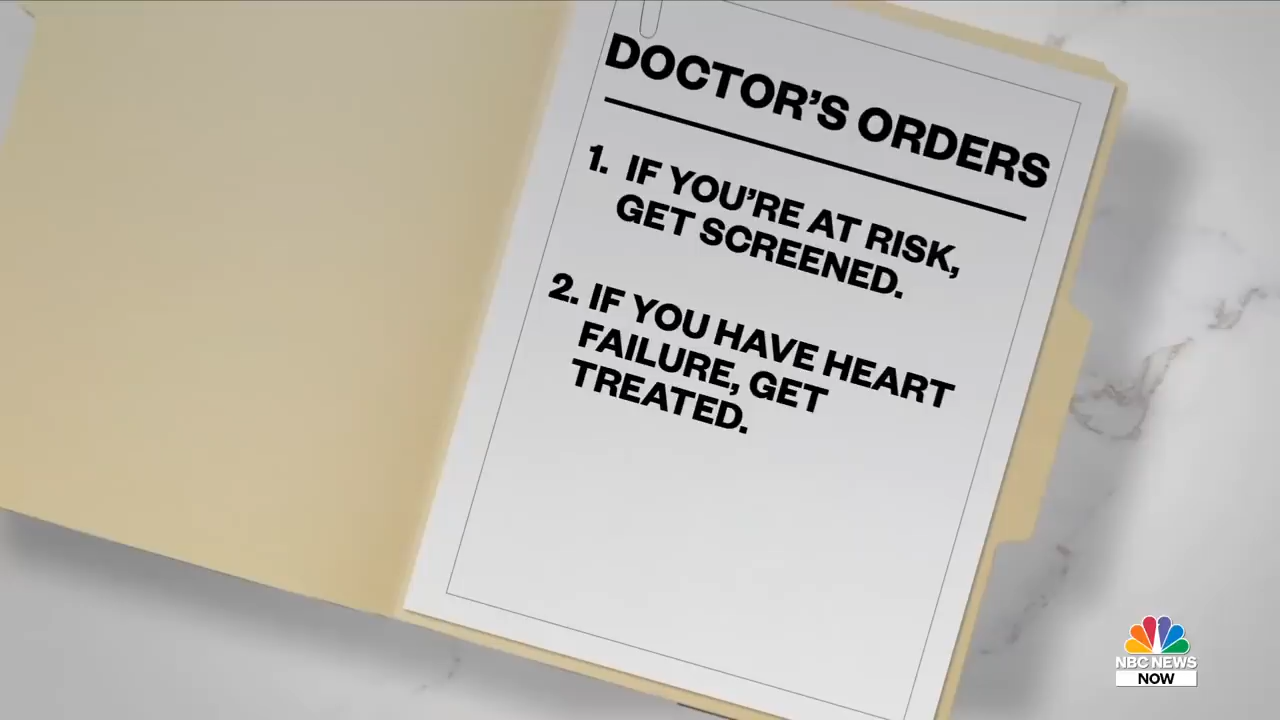 DOCTOR'S ORDERS
1. IF YOU'RE AT RISK,
GET SCREENED.
2. IF YOU HAVE HEART
FAILURE, GET
TREATED.
NBC NEWS
NOW